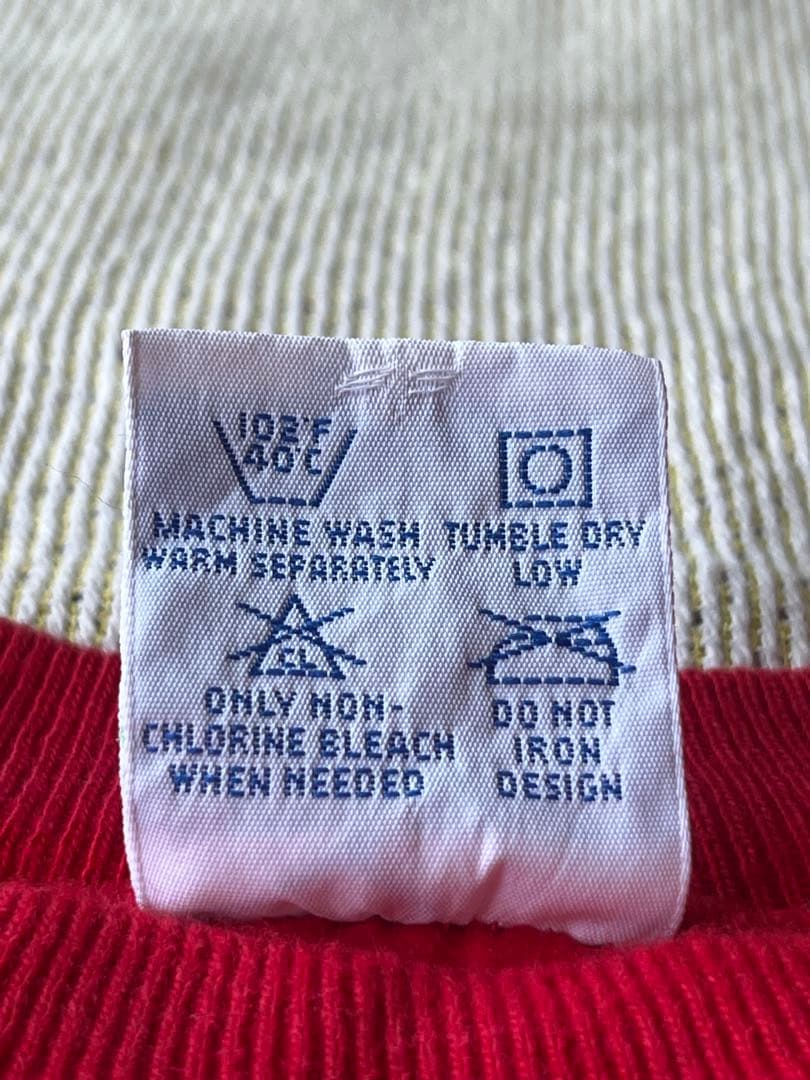 102°F
40°C
MACHINE WASH
WARM SEPARATELY
TUMBLE DRY
LOW
CL
ONLY NON-
CHLORINE BLEACH
WHEN NEEDED
DO NOT
IRON
DESIGN